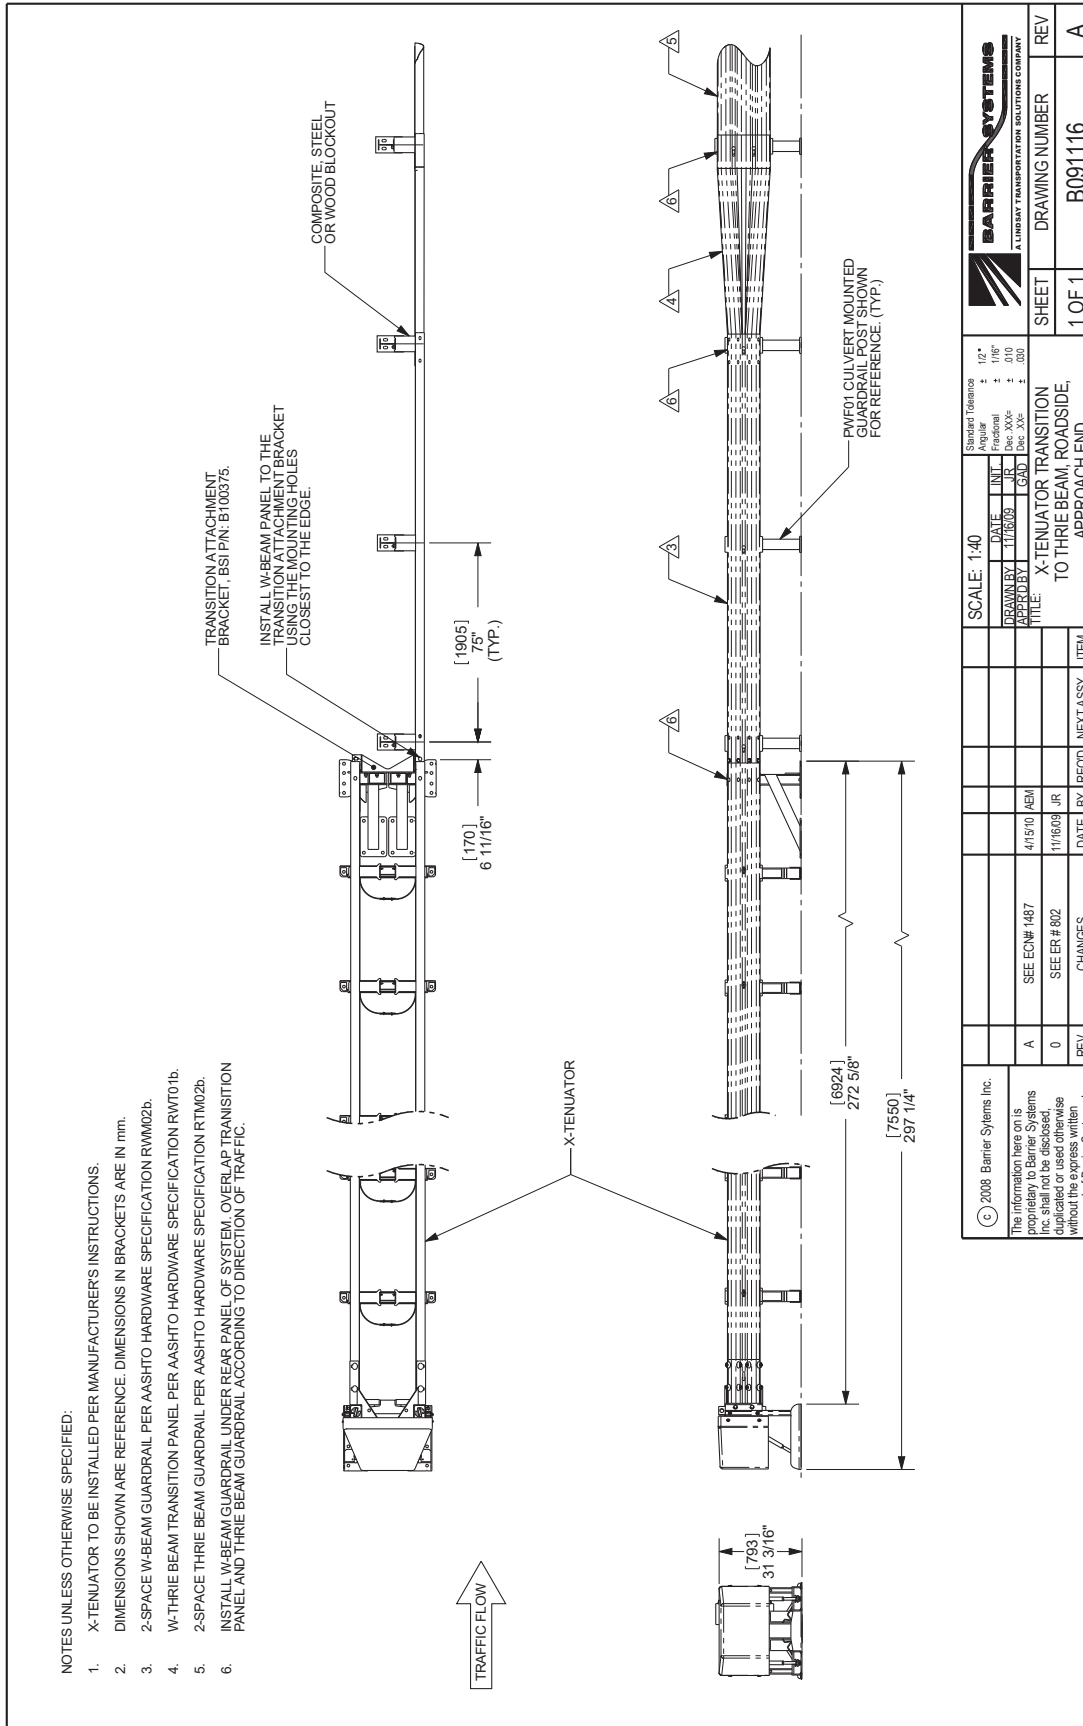 NOTES UNLESS OTHERWISE SPECIFIED:
1. X-TENUATOR TO BE INSTALLED PER MANUFACTURER'S INSTRUCTIONS.
2. DIMENSIONS SHOWN ARE REFERENCE. DIMENSIONS IN BRACKETS ARE IN mm.
3. 2-SPACE W-BEAM GUARDRAIL PER AASHTO HARDWARE SPECIFICATION RWM02b.
4. W-THRIE BEAM TRANSITION PANEL PER AASHTO HARDWARE SPECIFICATION RWT01b.
5. 2-SPACE THRIE BEAM GUARDRAIL PER AASHTO HARDWARE SPECIFICATION RTM02b.
6. INSTALL W-BEAM GUARDRAIL UNDER REAR PANEL OF SYSTEM. OVERLAP TRANISITION
PANEL AND THRIE BEAM GUARDRAIL ACCORDING TO DIRECTION OF TRAFFIC.
TRANSITION ATTACHMENT
BRACKET, BSI P/N: B100375.
INSTALL W-BEAM PANEL TO THE
TRANSITION ATTACHMENT BRACKET
USING THE MOUNTING HOLES
CLOSEST TO THE EDGE.
COMPOSITE, STEEL
OR WOOD BLOCKOUT
[1905]
75"
(TYP.)
[170]
6 11/16"
TRAFFIC FLOW
X-TENUATOR
6
3
6
4
6
5
PWF01 CULVERT MOUNTED
GUARDRAIL POST SHOWN
FOR REFERENCE. (TYP.)
[793]
31 3/16"
[6924]
272 5/8"
[7550]
297 1/4"
c 2008 Barrier Sytems Inc.
The information here on is
proprietary to Barrier Systems
Inc. shall not be disclosed,
duplicated or used otherwise
without the express written
A SEE ECN# 1487 4/15/10 AEM
0 SEE ER # 802 11/16/09 JR
REV CHANGES DATE BY REC'D NEXT ASSY ITEM
SCALE: 1:40
DATE INIT.
DRAWN BY 11/16/09 JR
APPR'D BY GAD
Standard Tolerance
Angular ± 1/2°
Fractional ± 1/16"
Dec .XXX= ± .010
Dec .XX= ± .030
TITLE:
X-TENUATOR TRANSITION
TO THRIE BEAM, ROADSIDE,
APPROACH END
BARRIER SYSTEMS
A LINDSAY TRANSPORTATION SOLUTIONS COMPANY
SHEET DRAWING NUMBER REV
1 OF 1 B091116 A